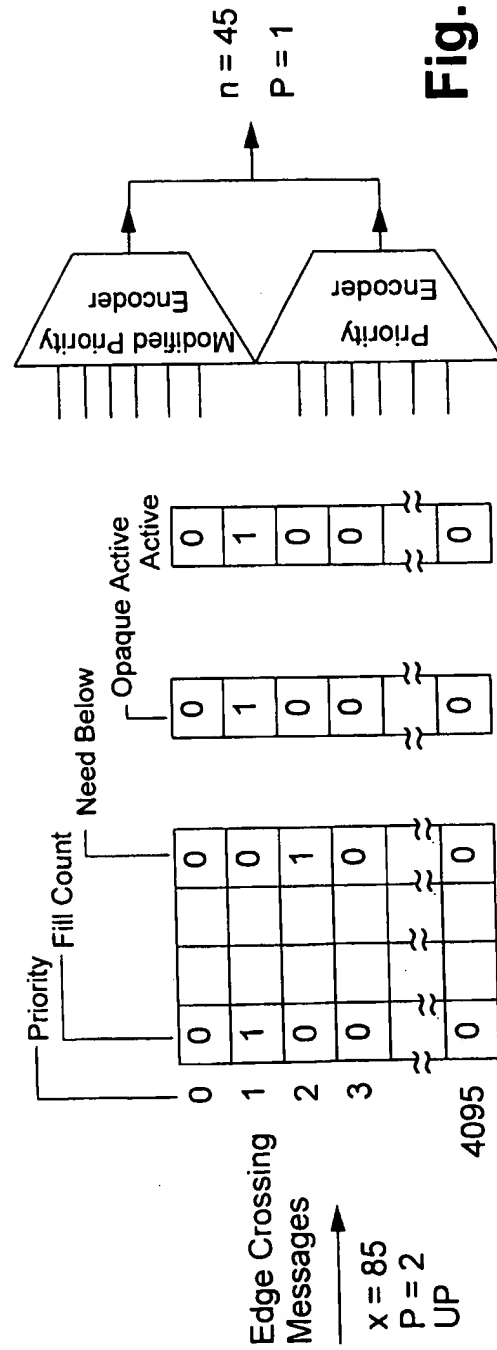 Priority
Fill Count
Need Below
Opaque Active
Active
Edge Crossing
Messages
x = 85
P = 2
UP
0 0 0 0 0
1 1 0 1 1
2 0 1 0 0
3 0 0 0 0
4095 0 0 0 0
Modified Priority
Encoder
Priority
Encoder
n = 45
P = 1
Fig.